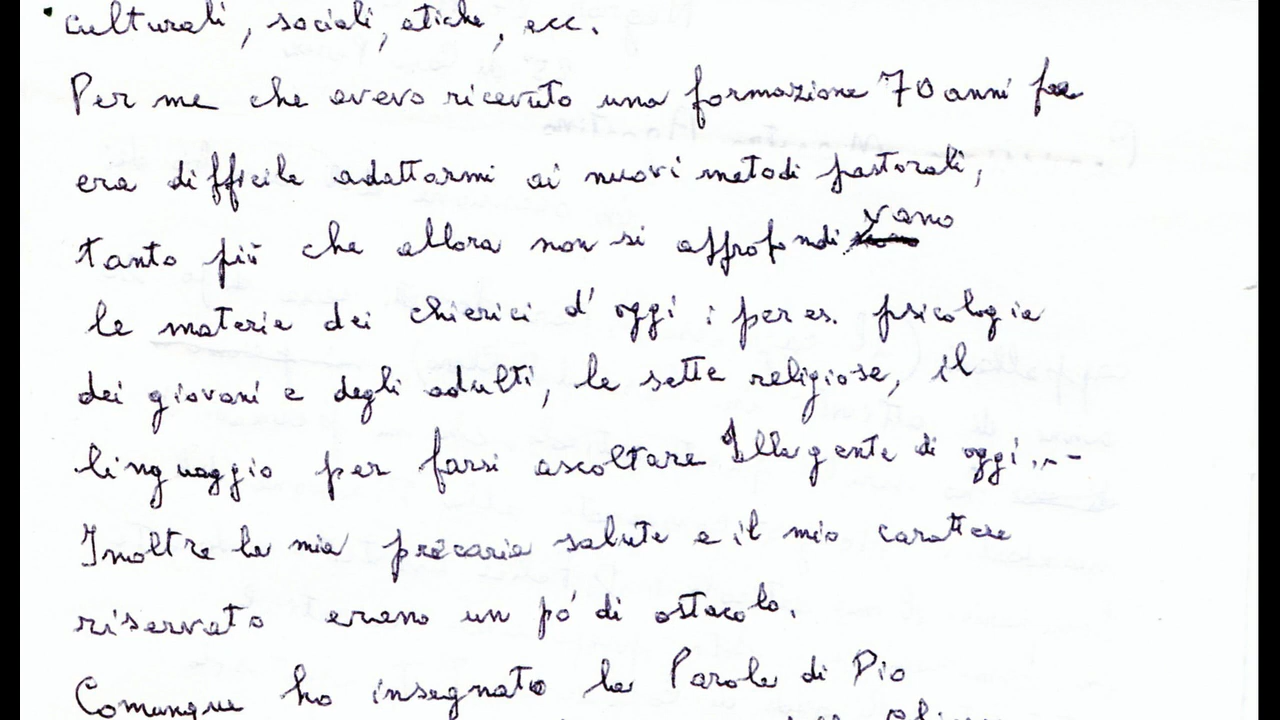 culturali, sociali, etiche, ecc.
Per me che avevo ricevuto una formazione 70 anni fa
era difficile adattarmi ai nuovi metodi pastorali,
tanto più che allora non si approfondivano
le materie dei chierici d'oggi: per es. psicologia
dei giovani e degli adulti, le sette religiose, il
linguaggio per farsi ascoltare dalla gente di oggi...
Inoltre la mia precaria salute e il mio carattere
riservato erano un pò di ostacolo.
Comunque ho insegnato la Parola di Dio